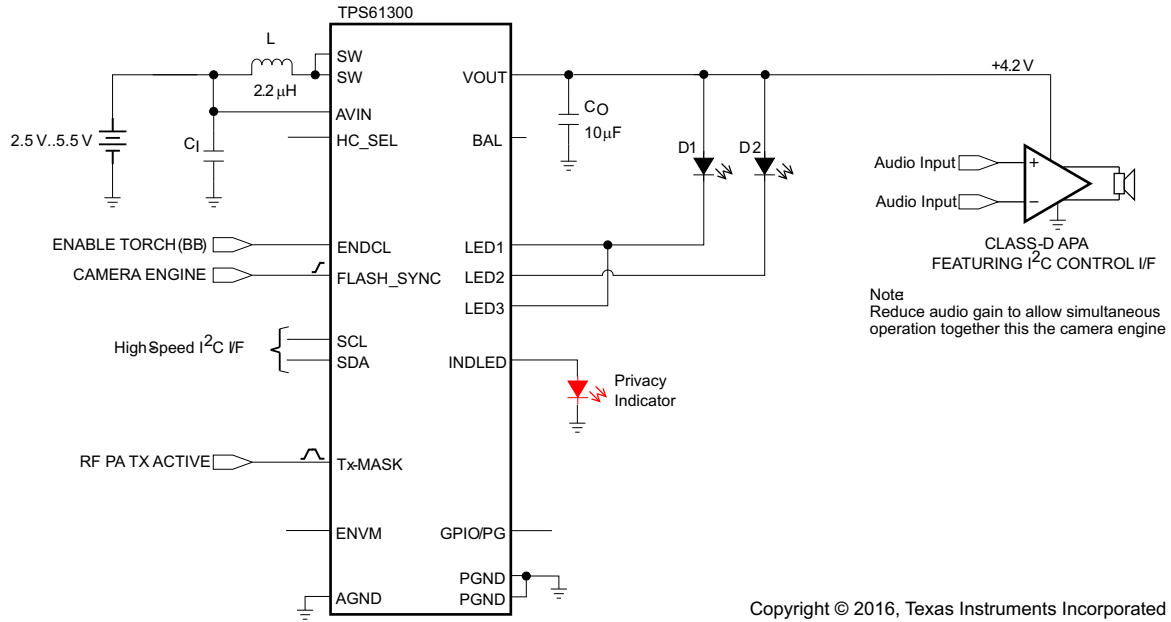 TPS61300
L
2.2 μH
SW
SW
AVIN
HC_SEL
2.5 V..5.5 V
CI
VOUT
BAL
CO
10μF
D1
D2
+4.2 V
Audio Input
Audio Input
+
−
CLASS-D APA
FEATURING I2C CONTROL I/F
Note:
Reduce audio gain to allow simultaneous
operation together this the camera engine
ENABLE TORCH (BB)
CAMERA ENGINE
ENDCL
FLASH_SYNC
LED1
LED2
LED3
High-Speed I2C I/F
SCL
SDA
INDLED
Privacy
Indicator
RF PA TX ACTIVE
Tx-MASK
ENVM
GPIO/PG
AGND
PGND
PGND
Copyright © 2016, Texas Instruments Incorporated